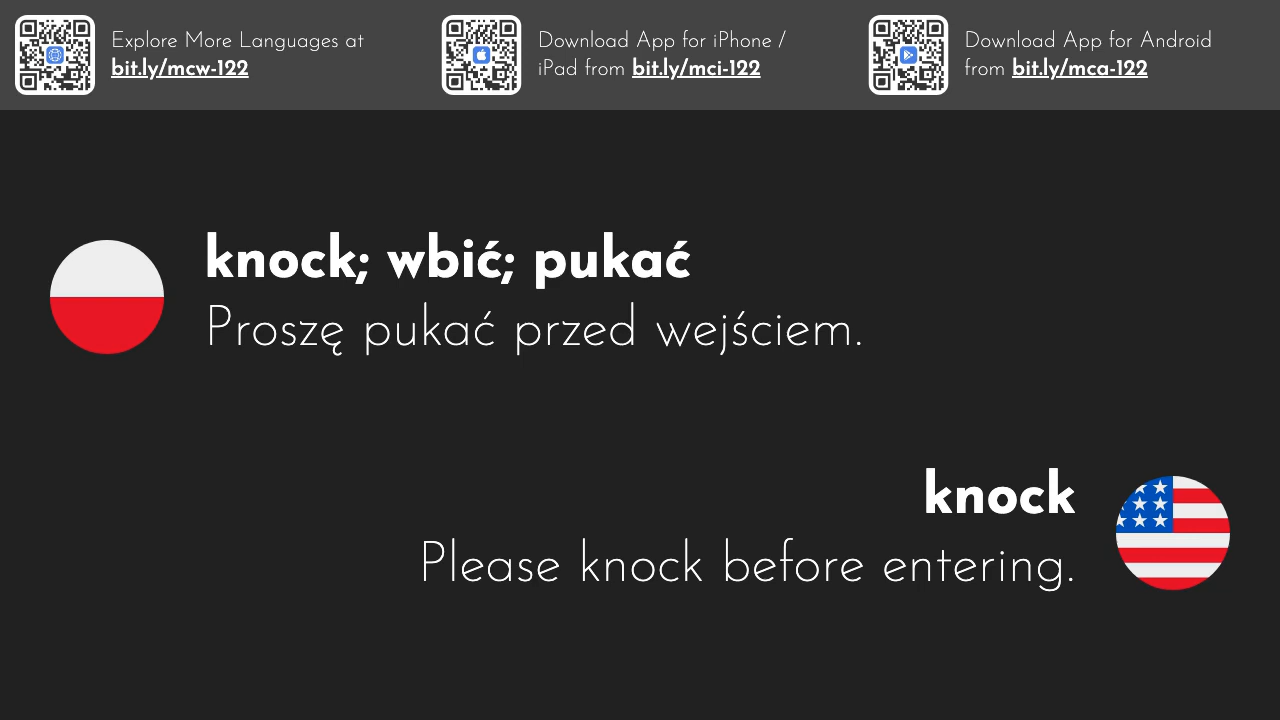 Explore More Languages at
bit.ly/mcw-122
Download App for iPhone /
iPad from bit.ly/mci-122
Download App for Android
from bit.ly/mca-122
knock; wbić; pukać
Proszę pukać przed wejściem.
knock
Please knock before entering.